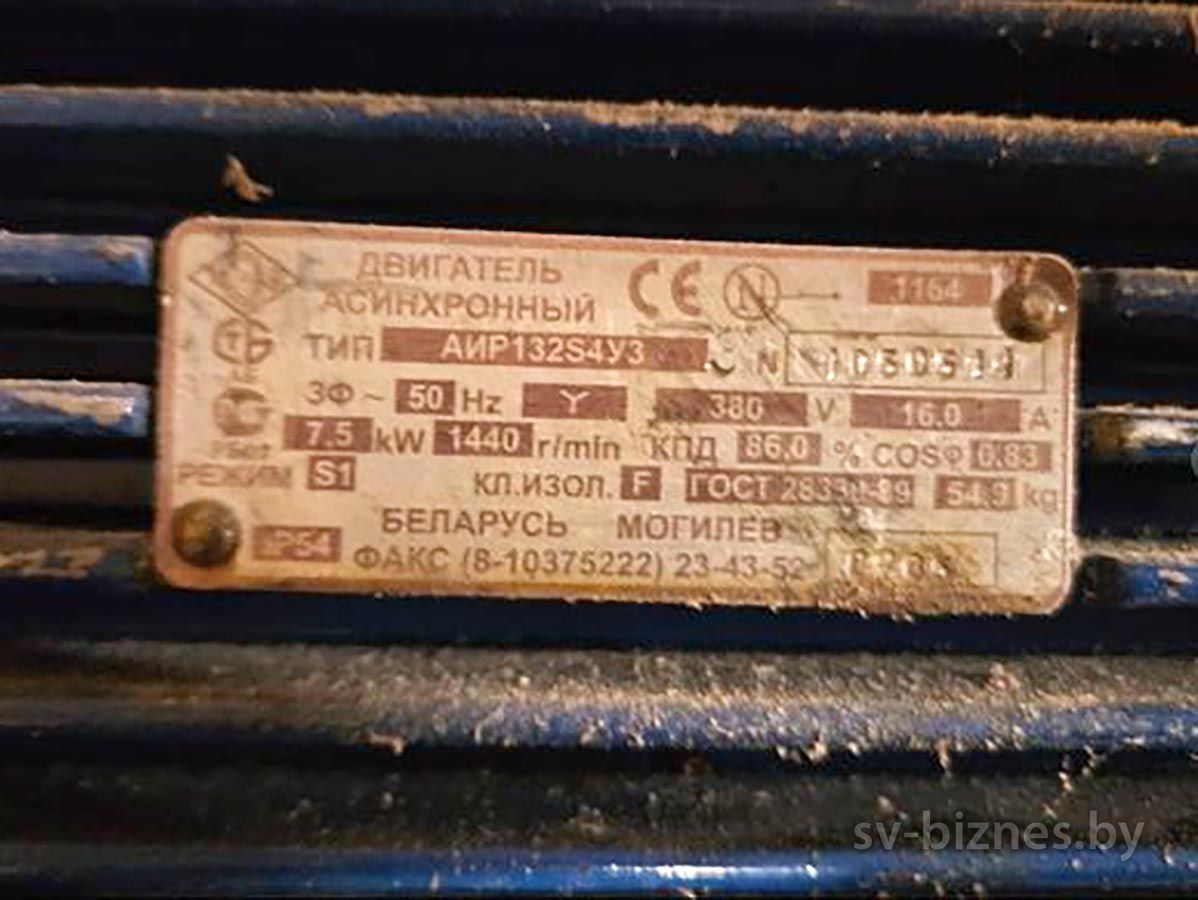 ДВИГАТЕЛЬ
АСИНХРОННЫЙ
CE
1164
ТИП АИР132S4У3 N
3Ф ~ 50 Hz Y 380 V 16.0 A
7.5 kW 1440 r/min КПД 86.0 % COSφ 0.83
РЕЖИМ S1 КЛ.ИЗОЛ. F ГОСТ 54.9 kg
БЕЛАРУСЬ МОГИЛЕВ
IP54 ФАКС (8-10375222) 23-43-52
sv-biznes.by